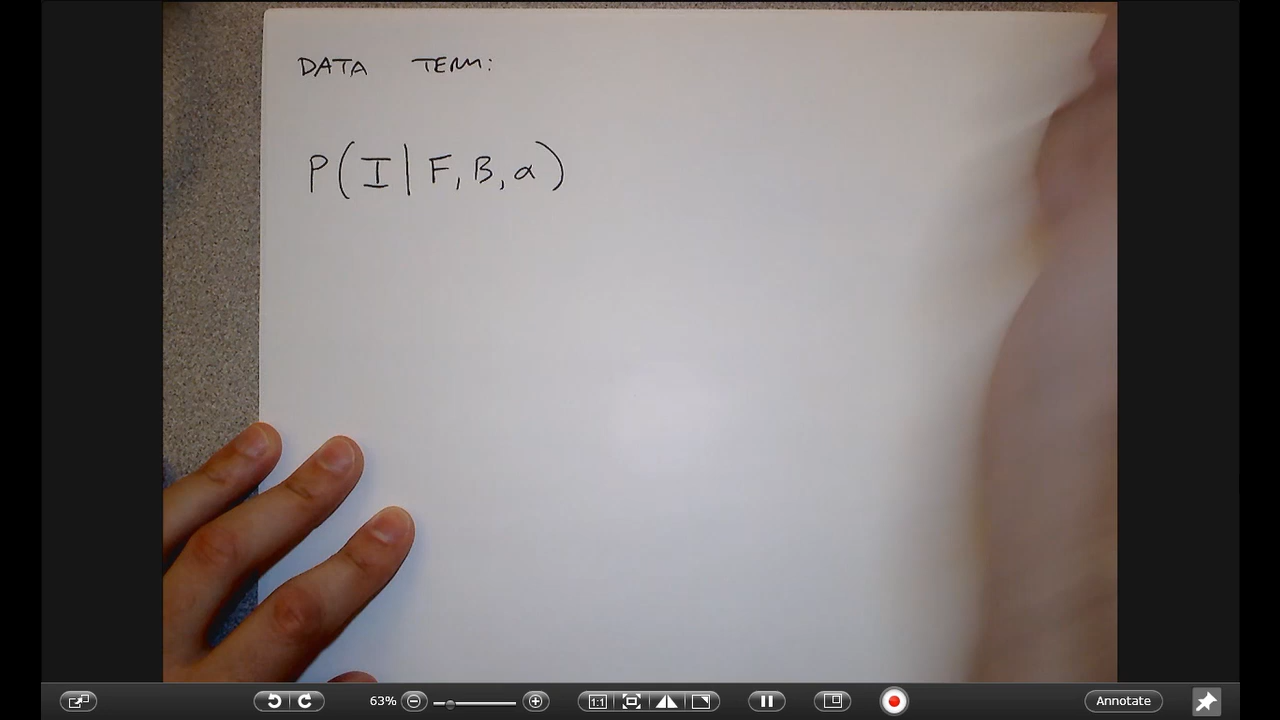 DATA TERM:
P(I | F, B, α)
63%
1:1
Annotate